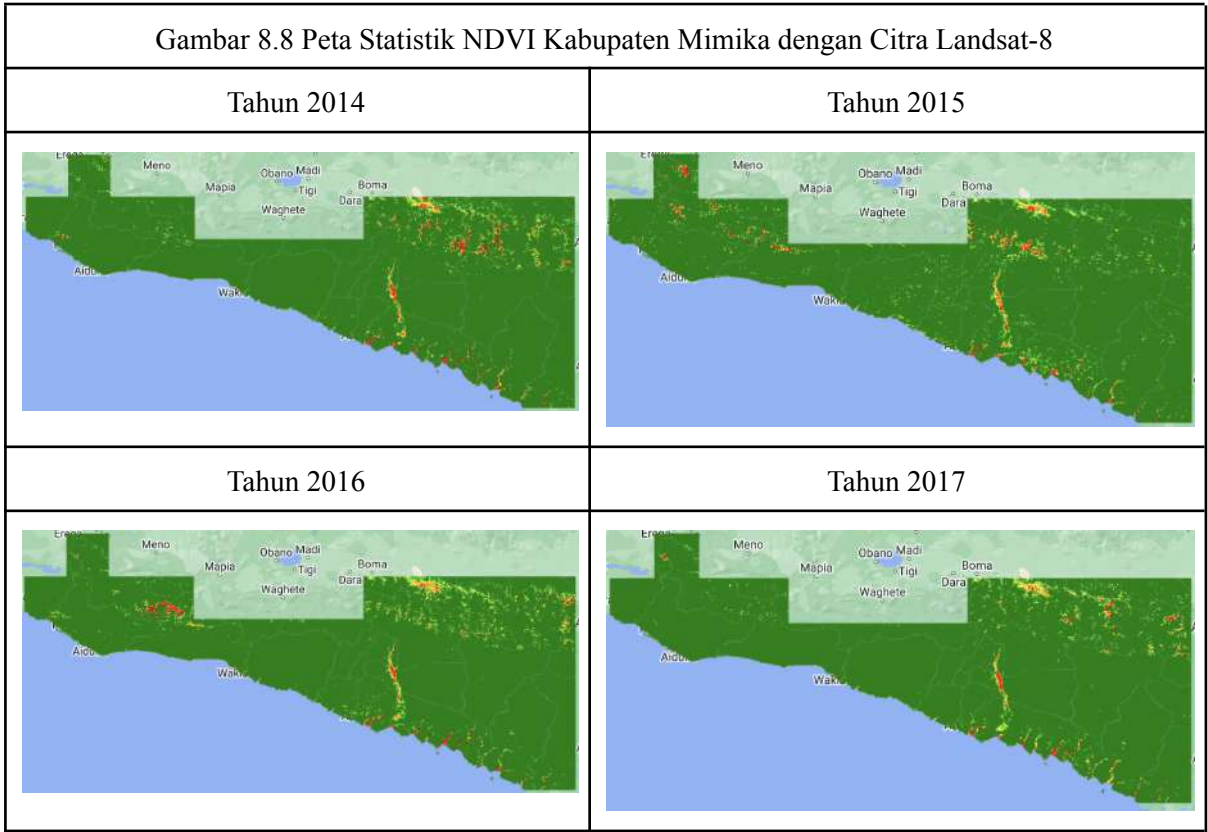 Gambar 8.8 Peta Statistik NDVI Kabupaten Mimika dengan Citra Landsat-8
Tahun 2014
Tahun 2015
Meno
Obano Madi
Mapia
Tigi
Boma
Dara
Waghete
Meno
Obano Madi
Mapia
Tigi
Boma
Dara
Waghete
Tahun 2016
Tahun 2017
Meno
Obano Madi
Mapia
Tigi
Boma
Dara
Waghete
Meno
Obano Madi
Mapia
Tigi
Boma
Dara
Waghete